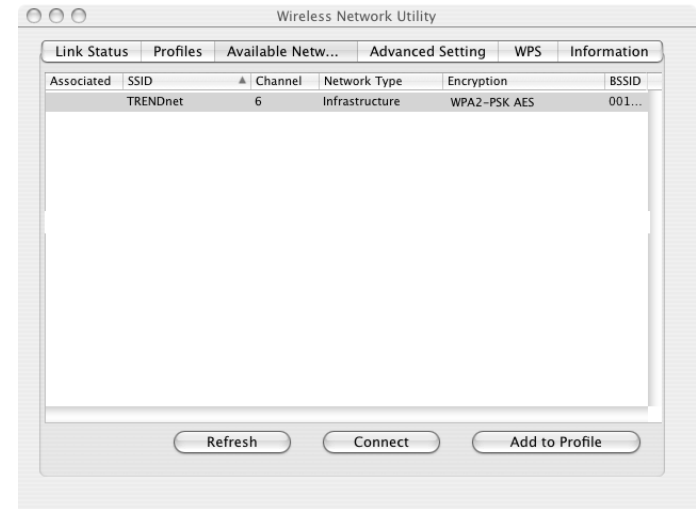 Wireless Network Utility
Link Status Profiles Available Netw... Advanced Setting WPS Information
Associated SSID Channel Network Type Encryption BSSID
TRENDnet 6 Infrastructure WPA2-PSK AES 001...
Refresh Connect Add to Profile